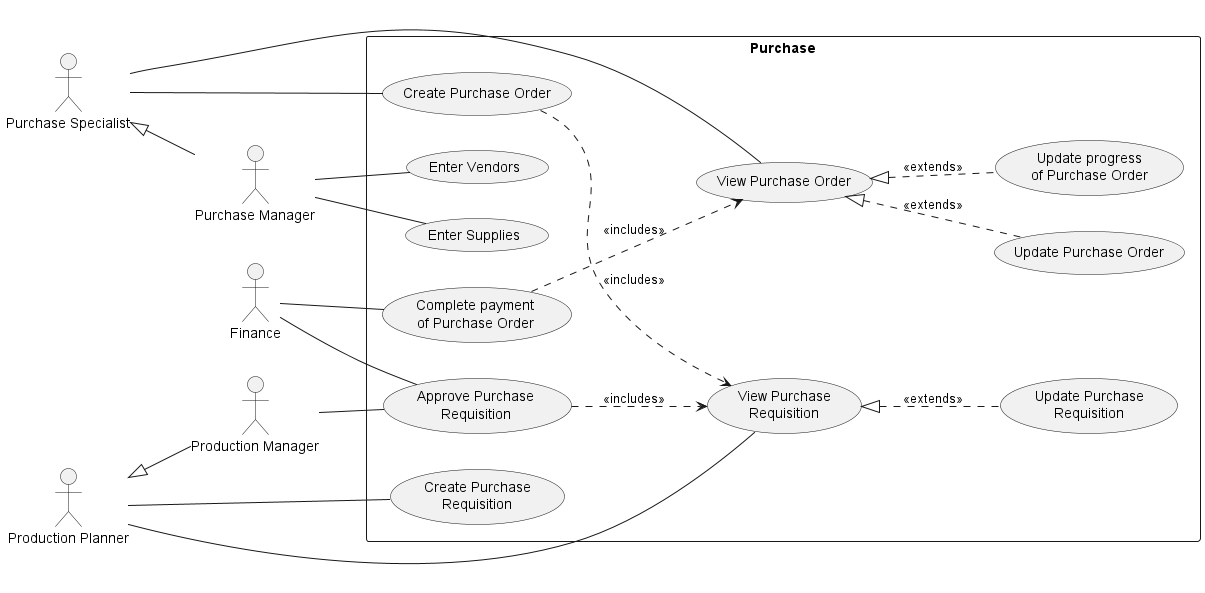 Purchase
Purchase Specialist
Create Purchase Order
Enter Vendors
View Purchase Order
«extends»
Update progress
of Purchase Order
Purchase Manager
«extends»
Enter Supplies
«includes»
Update Purchase Order
«includes»
Complete payment
of Purchase Order
Finance
Approve Purchase
Requisition
«includes»
View Purchase
Requisition
«extends»
Update Purchase
Requisition
Production Manager
Create Purchase
Requisition
Production Planner